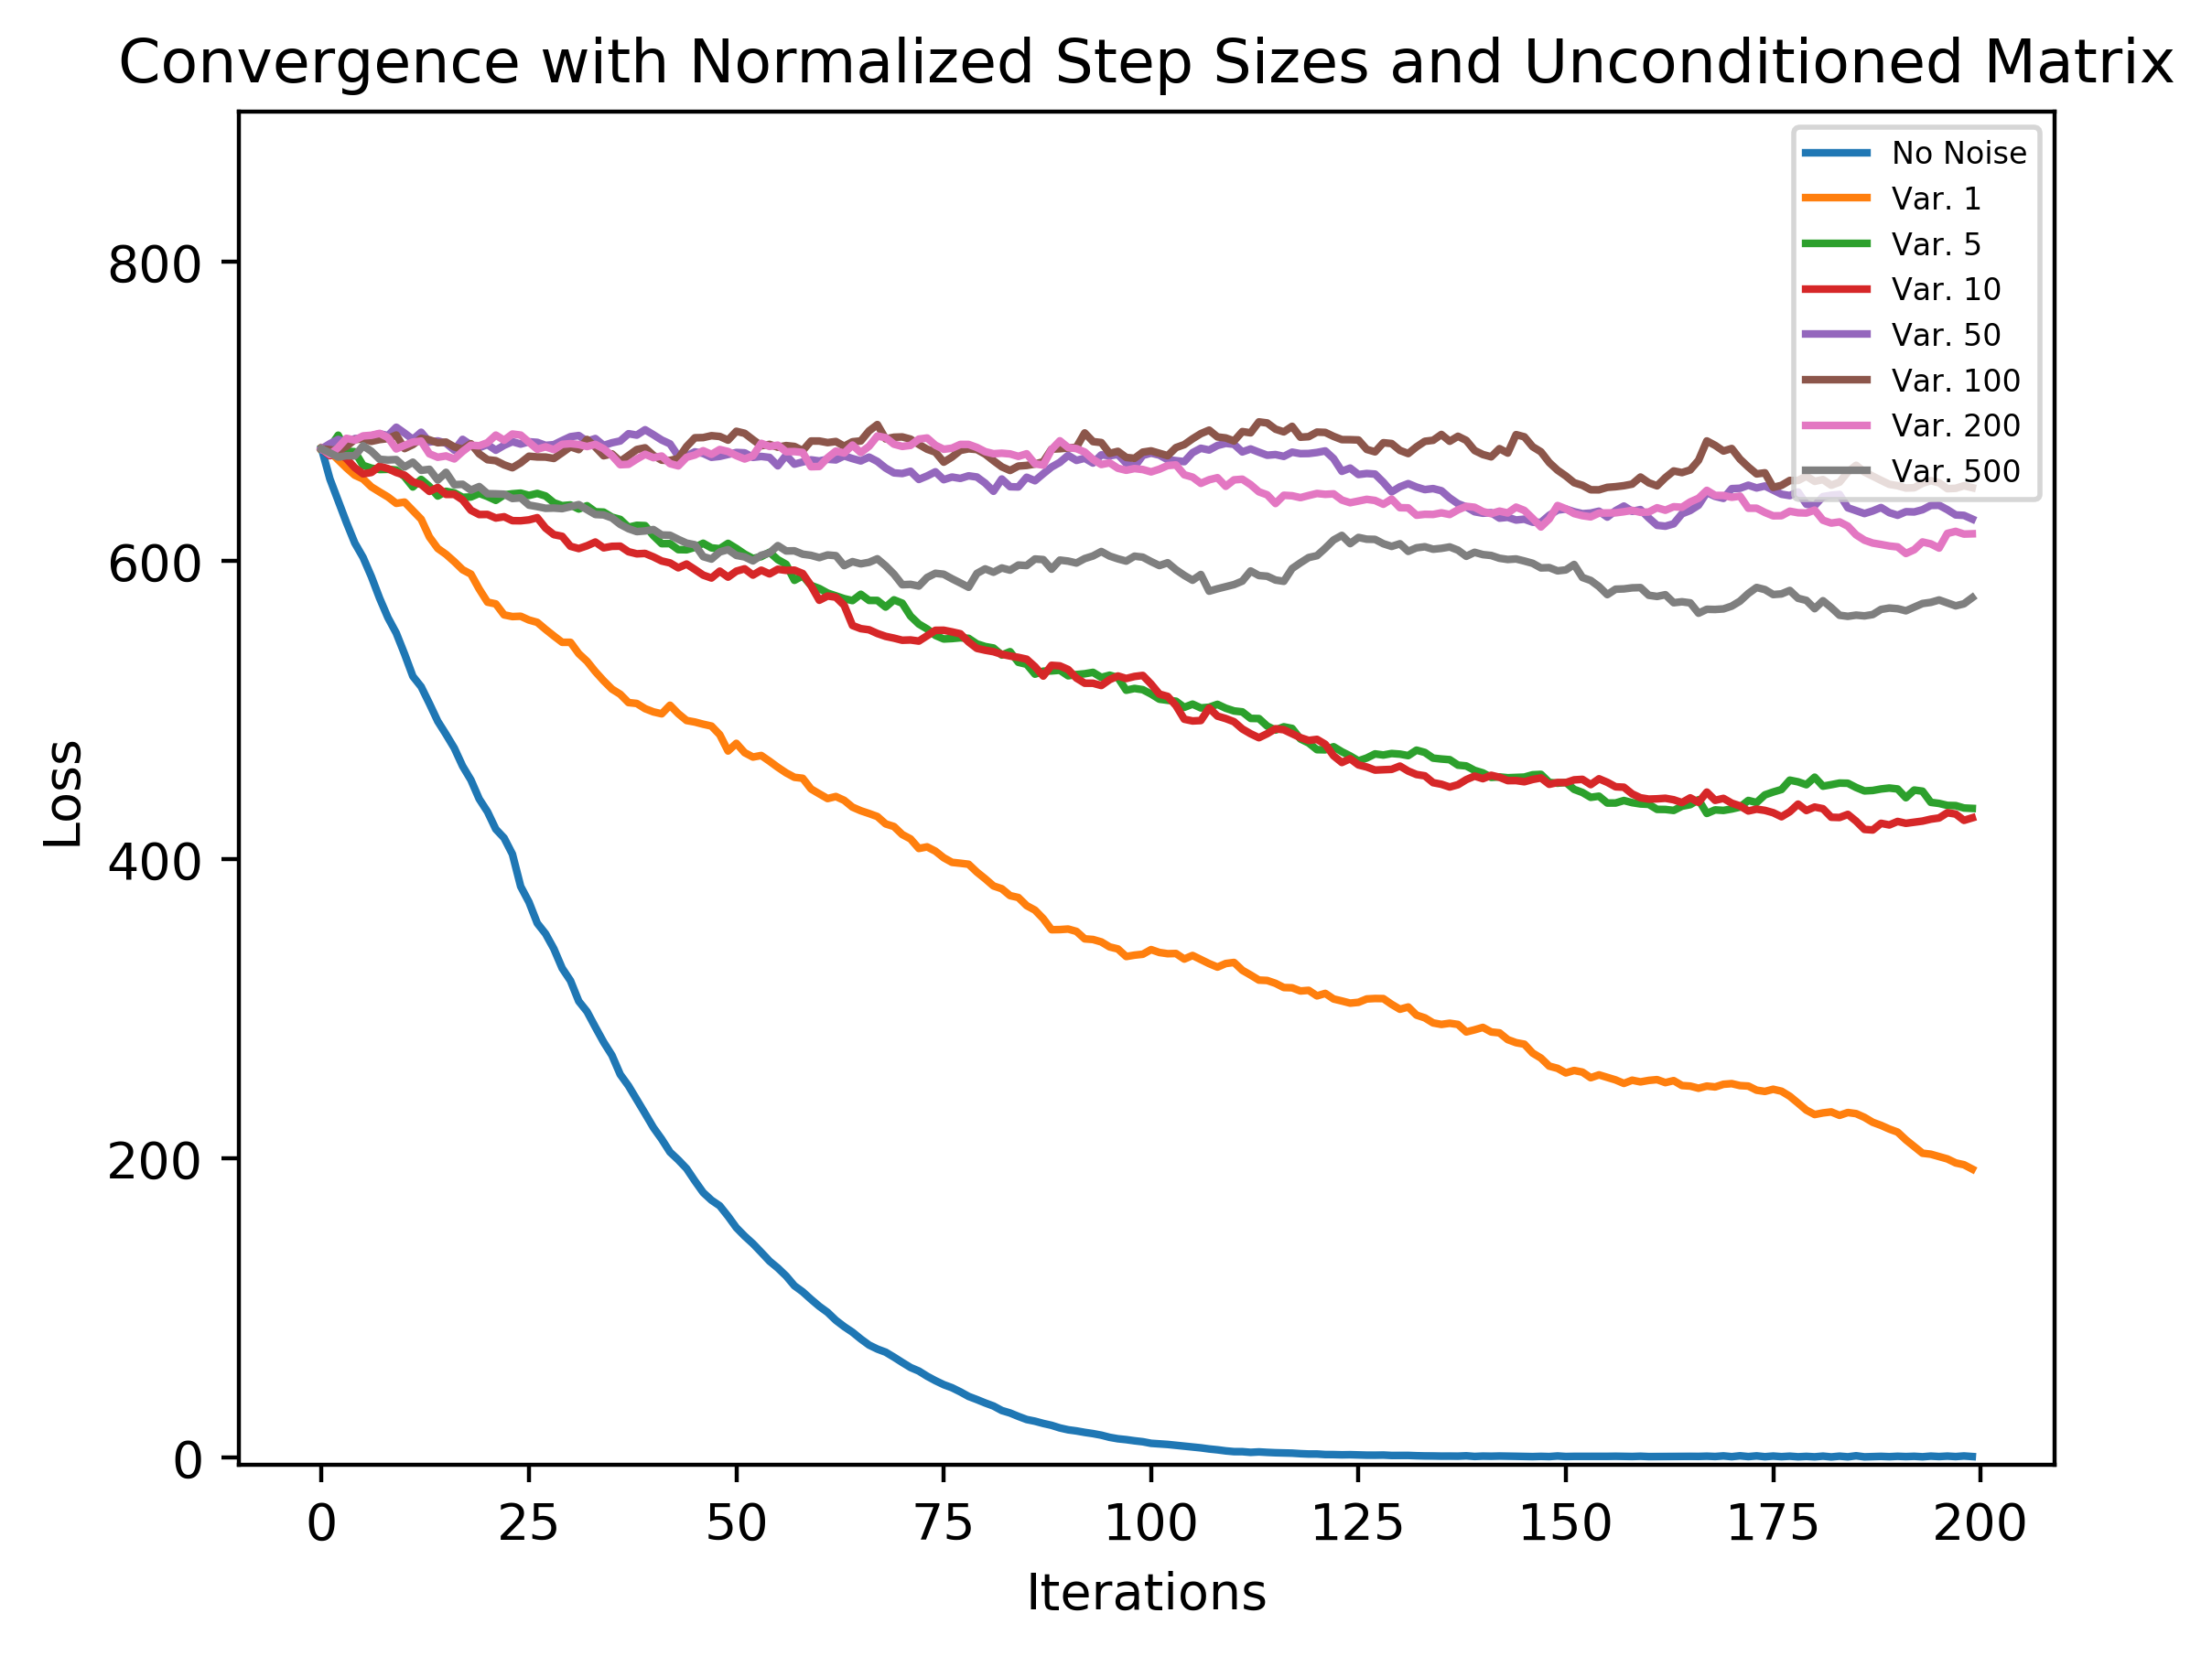 Convergence with Normalized Step Sizes and Unconditioned Matrix
No Noise
Var. 1
Var. 5
Var. 10
Var. 50
Var. 100
Var. 200
Var. 500
800
600
400
200
0
Loss
0 25 50 75 100 125 150 175 200
Iterations